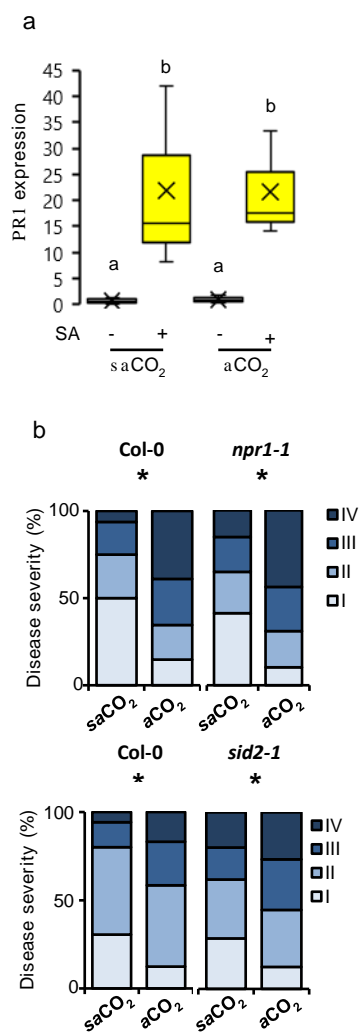 a
PR1 expression
45
40
35
30
25
20
15
10
5
0
a
b
a
b
SA - + - +
saCO₂ aCO₂
b
Col-0 npr1-1
* *
Disease severity (%)
100
50
0
IV
III
II
I
saCO₂ aCO₂ saCO₂ aCO₂
Col-0 sid2-1
* *
Disease severity (%)
100
50
0
IV
III
II
I
saCO₂ aCO₂ saCO₂ aCO₂